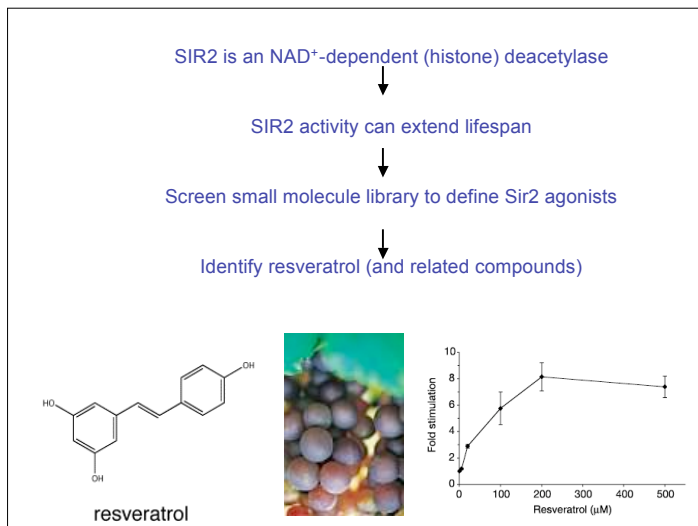 SIR2 is an NAD⁺-dependent (histone) deacetylase
SIR2 activity can extend lifespan
Screen small molecule library to define Sir2 agonists
Identify resveratrol (and related compounds)
OH
HO
OH
resveratrol
10
8
6
4
2
0
Fold stimulation
0
100
200
300
400
500
Resveratrol (μM)